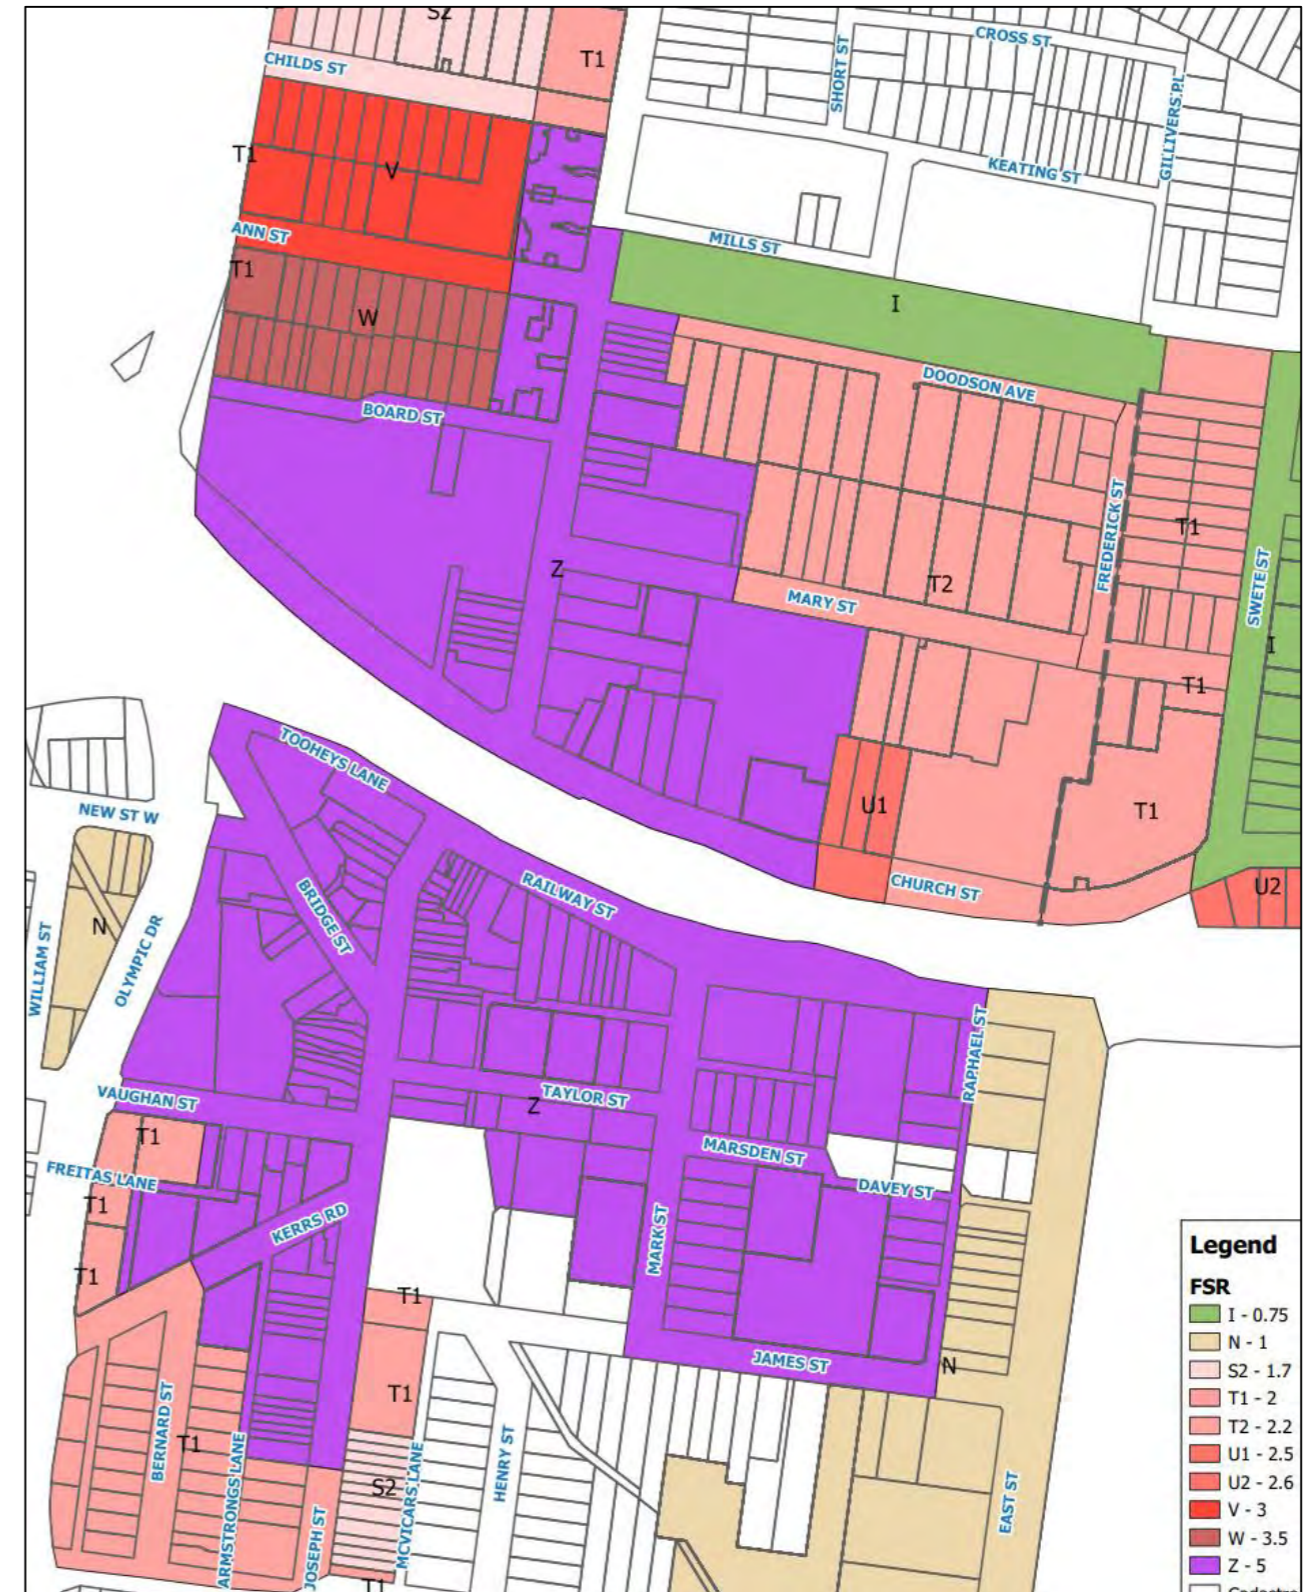 S2
CROSS ST
T1
SHORT ST
CHILDS ST
GILLIVERS PL
T1
V
KEATING ST
ANN ST
MILLS ST
T1
I
W
DOODSON AVE
BOARD ST
FREDERICK ST
T1
SWETE ST
Z
T2
MARY ST
I
T1
TOOHEYS LANE
NEW ST W
U1
T1
RAILWAY ST
CHURCH ST
U2
BRIDGE ST
N
OLYMPIC DR
WILLIAM ST
RAPHAEL ST
VAUGHAN ST
TAYLOR ST
Z
T1
MARSDEN ST
FREITAS LANE
DAVEY ST
T1
KERRS RD
MARK ST
T1
T1
JAMES ST
N
T1
BERNARD ST
T1
ARMSTRONGS LANE
S2
MCVICARS LANE
HENRY ST
EAST ST
JOSEPH ST
T1
Legend
FSR
I - 0.75
N - 1
S2 - 1.7
T1 - 2
T2 - 2.2
U1 - 2.5
U2 - 2.6
V - 3
W - 3.5
Z - 5